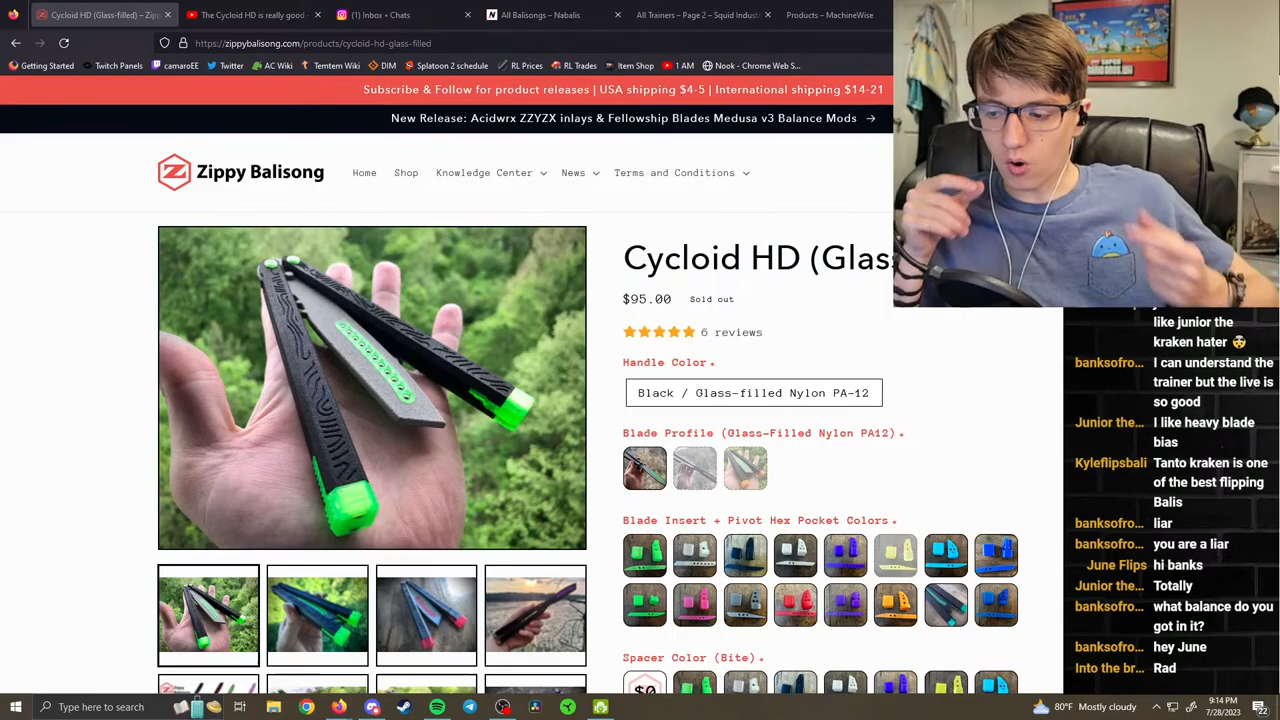 Cycloid HD (Glass-filled) – Zip
The Cycloid HD is really good
(1) Inbox • Chats
All Balisongs – Nabalis
All Trainers – Page 2 – Squid Indust
Products – MachineWise
https://zippybalisong.com/products/cycloid-hd-glass-filled
Getting Started
Twitch Panels
camaroEE
Twitter
AC Wiki
Temtem Wiki
DIM
Splatoon 2 schedule
RL Prices
RL Trades
Item Shop
1 AM
Nook - Chrome Web S...
Subscribe & Follow for product releases | USA shipping $4-5 | International shipping $14-21
New Release: Acidwrx ZZYZX inlays & Fellowship Blades Medusa v3 Balance Mods →
Zippy Balisong
Home
Shop
Knowledge Center
News
Terms and Conditions
Cycloid HD (Glas
$95.00 Sold out
6 reviews
Handle Color
Black / Glass-filled Nylon PA-12
Blade Profile (Glass-Filled Nylon PA12)
Blade Insert + Pivot Hex Pocket Colors
Spacer Color (Bite)
$0
like junior the
kraken hater 🤯
banksofro… I can understand the
trainer but the live is
so good
Junior the… I like heavy blade
bias
Kyleflipsbali Tanto kraken is one
of the best flipping
Balis
banksofro… liar
banksofro… you are a liar
June Flips hi banks
Junior the… Totally
banksofro… what balance do you
got in it?
banksofro… hey June
Into the br… Rad
Type here to search
80°F Mostly cloudy
9:14 PM
7/28/2023
22